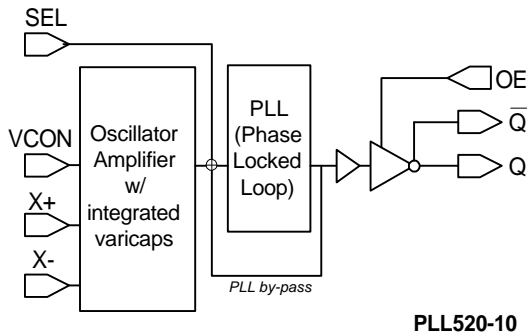 SEL
VCON
X+
X-
Oscillator
Amplifier
w/
integrated
varicaps
PLL
(Phase
Locked
Loop)
PLL by-pass
OE
Q̅
Q
PLL520-10